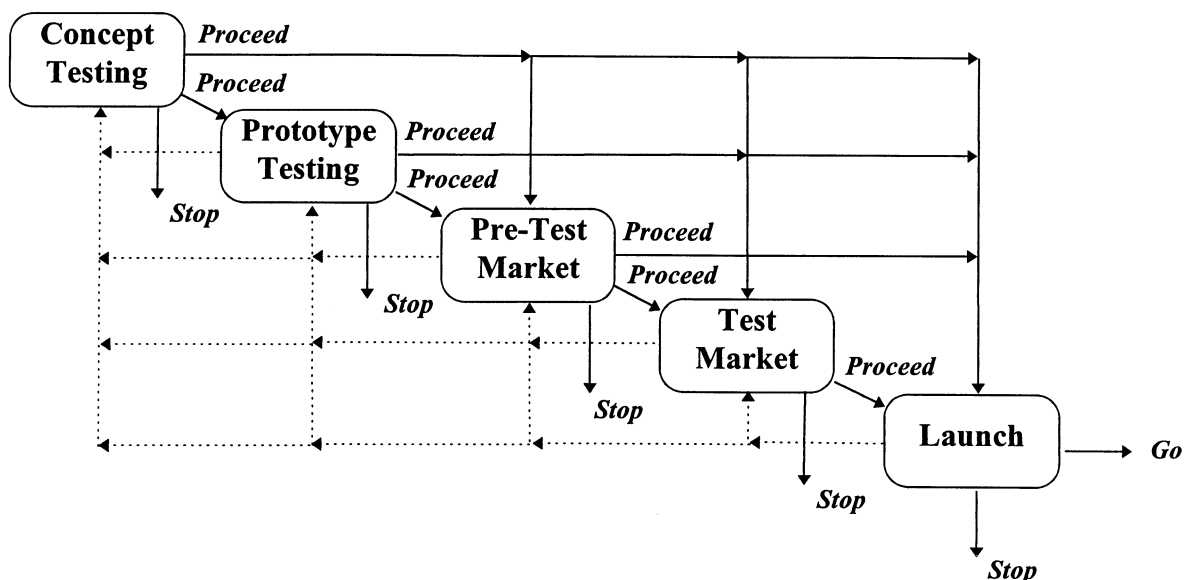 Concept
Testing
Proceed
Proceed
Stop
Prototype
Testing
Proceed
Proceed
Stop
Pre-Test
Market
Proceed
Proceed
Stop
Test
Market
Proceed
Stop
Launch
Go
Stop